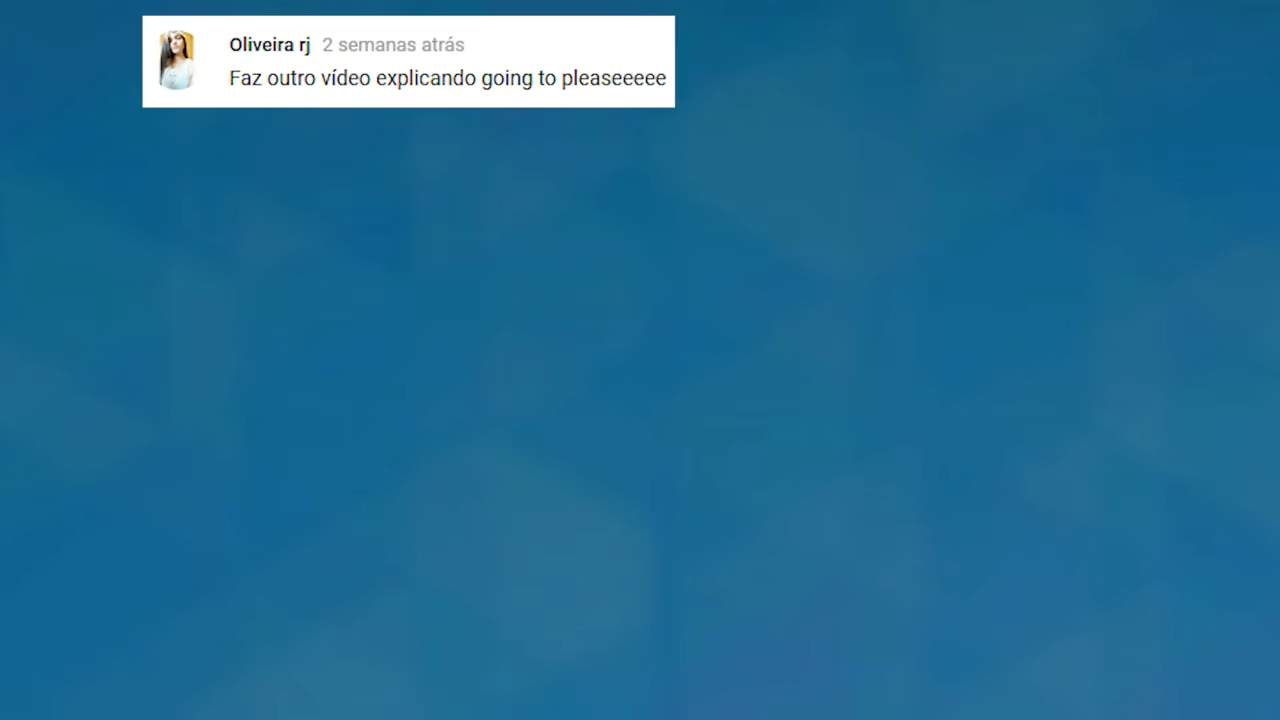 Oliveira rj 2 semanas atrás
Faz outro vídeo explicando going to pleaseeeee